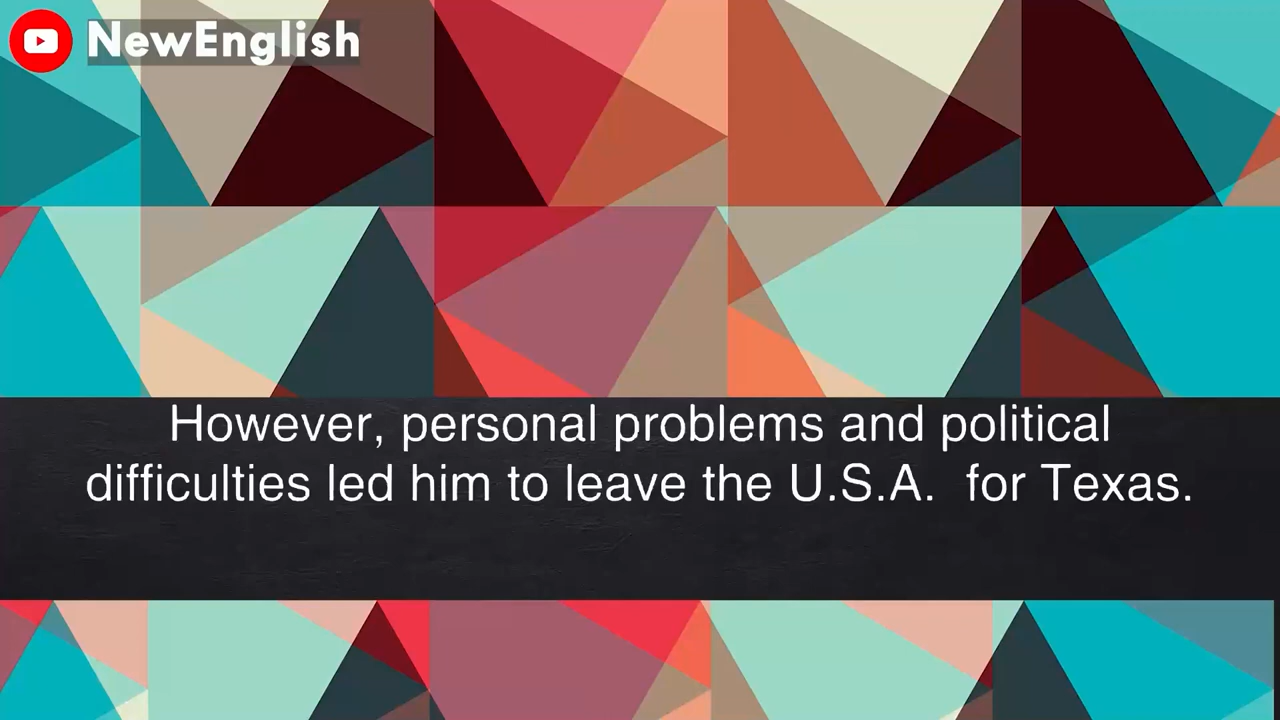 NewEnglish
However, personal problems and political
difficulties led him to leave the U.S.A.  for Texas.